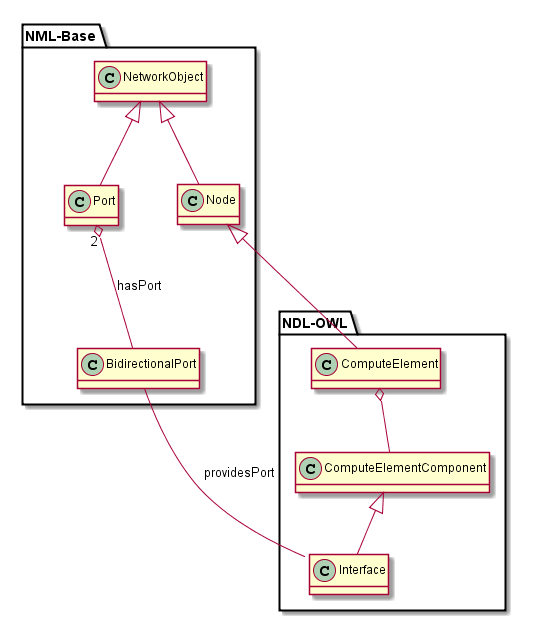 NML-Base
C NetworkObject
C Port
C Node
2
hasPort
NDL-OWL
C BidirectionalPort
C ComputeElement
providesPort
C ComputeElementComponent
C Interface